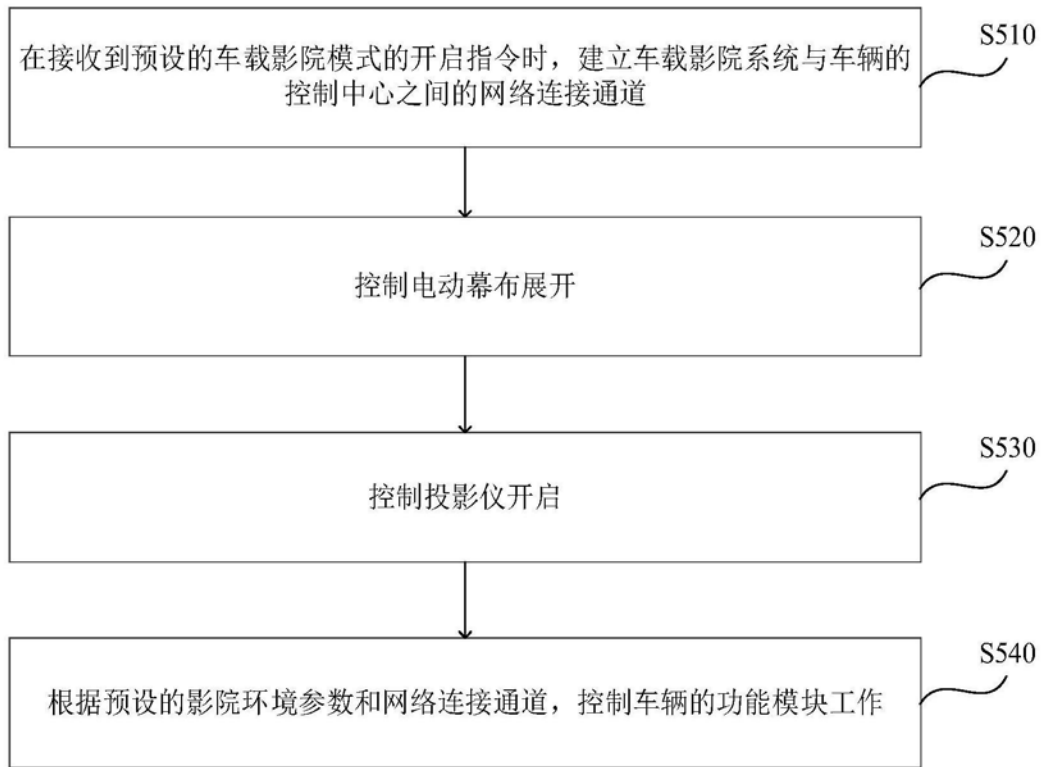 在接收到预设的车载影院模式的开启指令时，建立车载影院系统与车辆的
控制中心之间的网络连接通道
S510
控制电动幕布展开
S520
控制投影仪开启
S530
根据预设的影院环境参数和网络连接通道，控制车辆的功能模块工作
S540